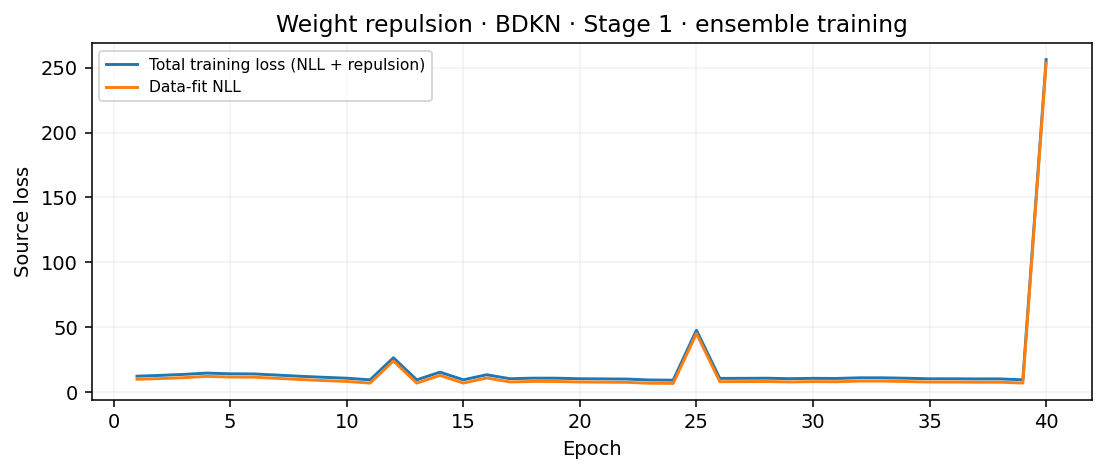 Weight repulsion · BDKN · Stage 1 · ensemble training
Total training loss (NLL + repulsion)
Data-fit NLL
Source loss
250
200
150
100
50
0
0 5 10 15 20 25 30 35 40
Epoch